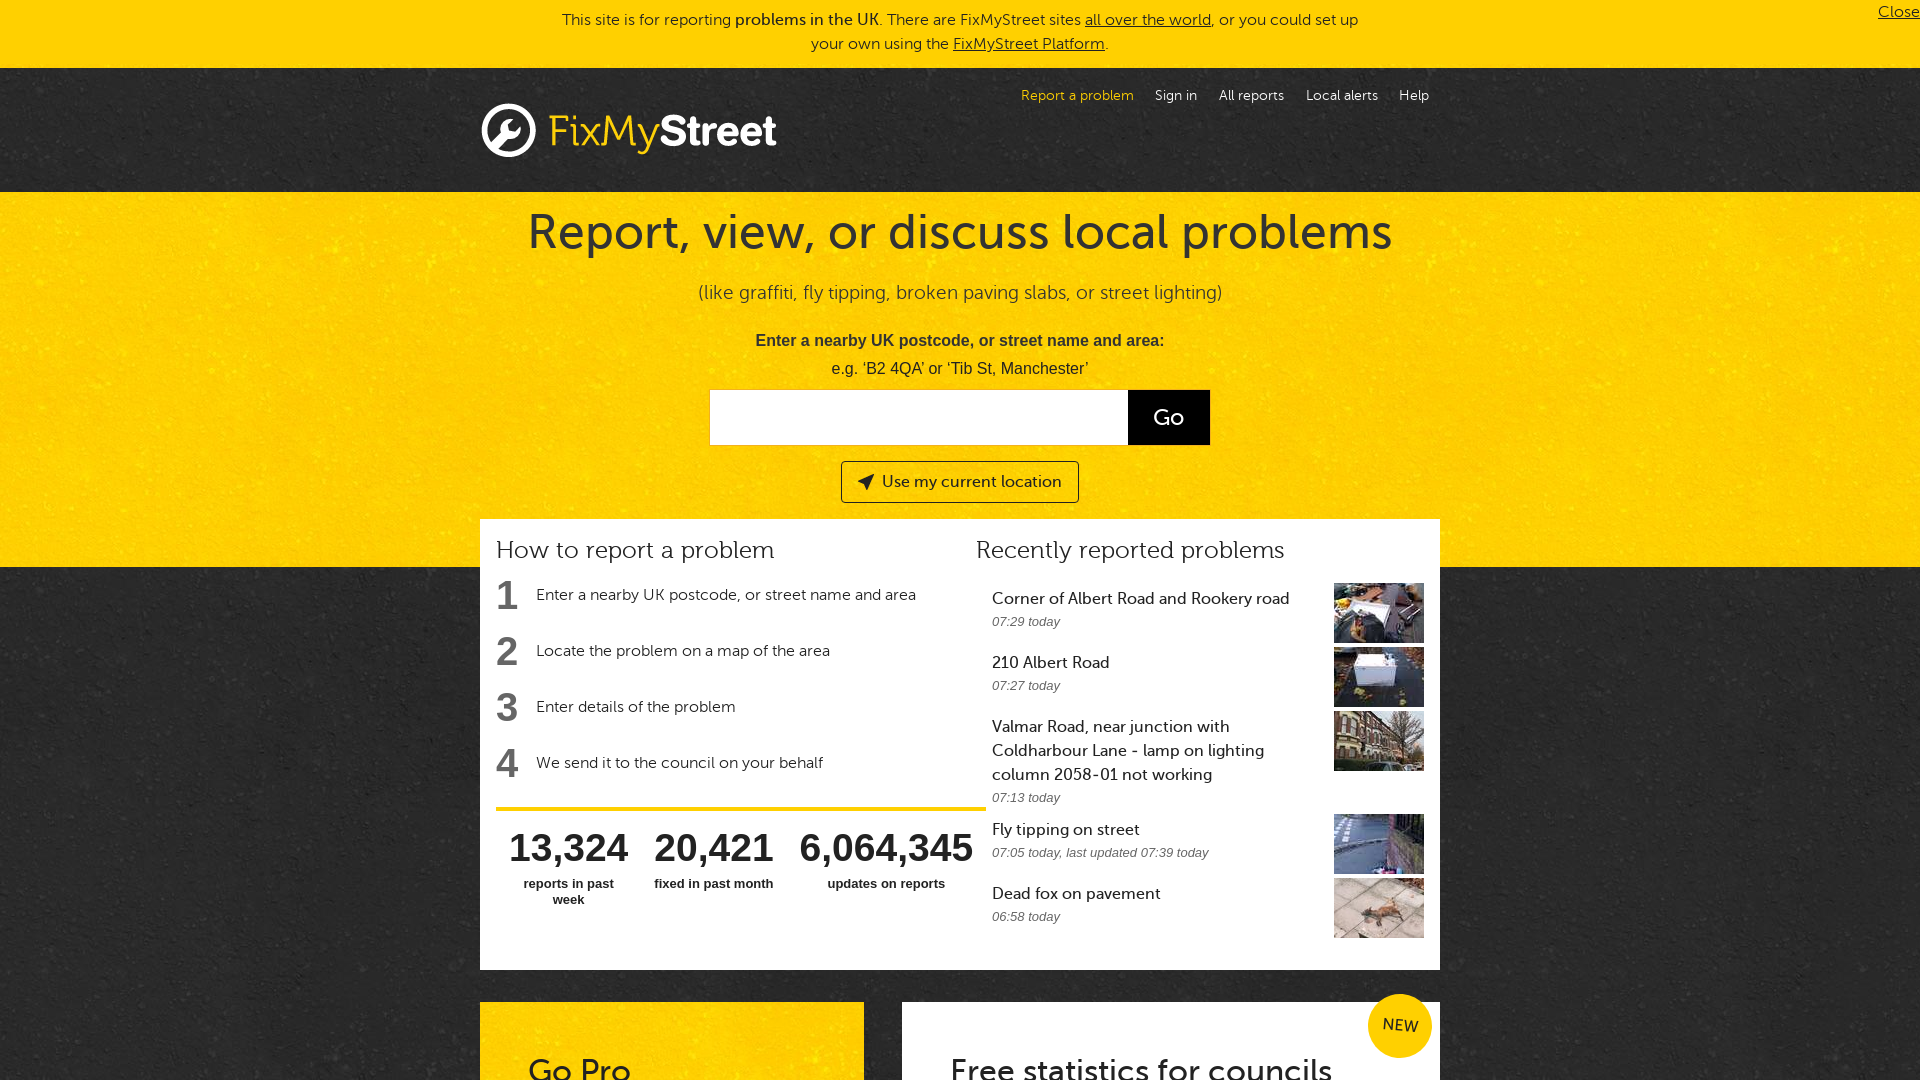 This site is for reporting problems in the UK. There are FixMyStreet sites all over the world, or you could set up
your own using the FixMyStreet Platform.
Close
Report a problem
Sign in
All reports
Local alerts
Help
FixMyStreet
Report, view, or discuss local problems
(like graffiti, fly tipping, broken paving slabs, or street lighting)
Enter a nearby UK postcode, or street name and area:
e.g. ‘B2 4QA’ or ‘Tib St, Manchester’
Go
Use my current location
How to report a problem
1 Enter a nearby UK postcode, or street name and area
2 Locate the problem on a map of the area
3 Enter details of the problem
4 We send it to the council on your behalf
13,324
reports in past
week
20,421
fixed in past month
6,064,345
updates on reports
Recently reported problems
Corner of Albert Road and Rookery road
07:29 today
210 Albert Road
07:27 today
Valmar Road, near junction with
Coldharbour Lane - lamp on lighting
column 2058-01 not working
07:13 today
Fly tipping on street
07:05 today, last updated 07:39 today
Dead fox on pavement
06:58 today
Go Pro
NEW
Free statistics for councils